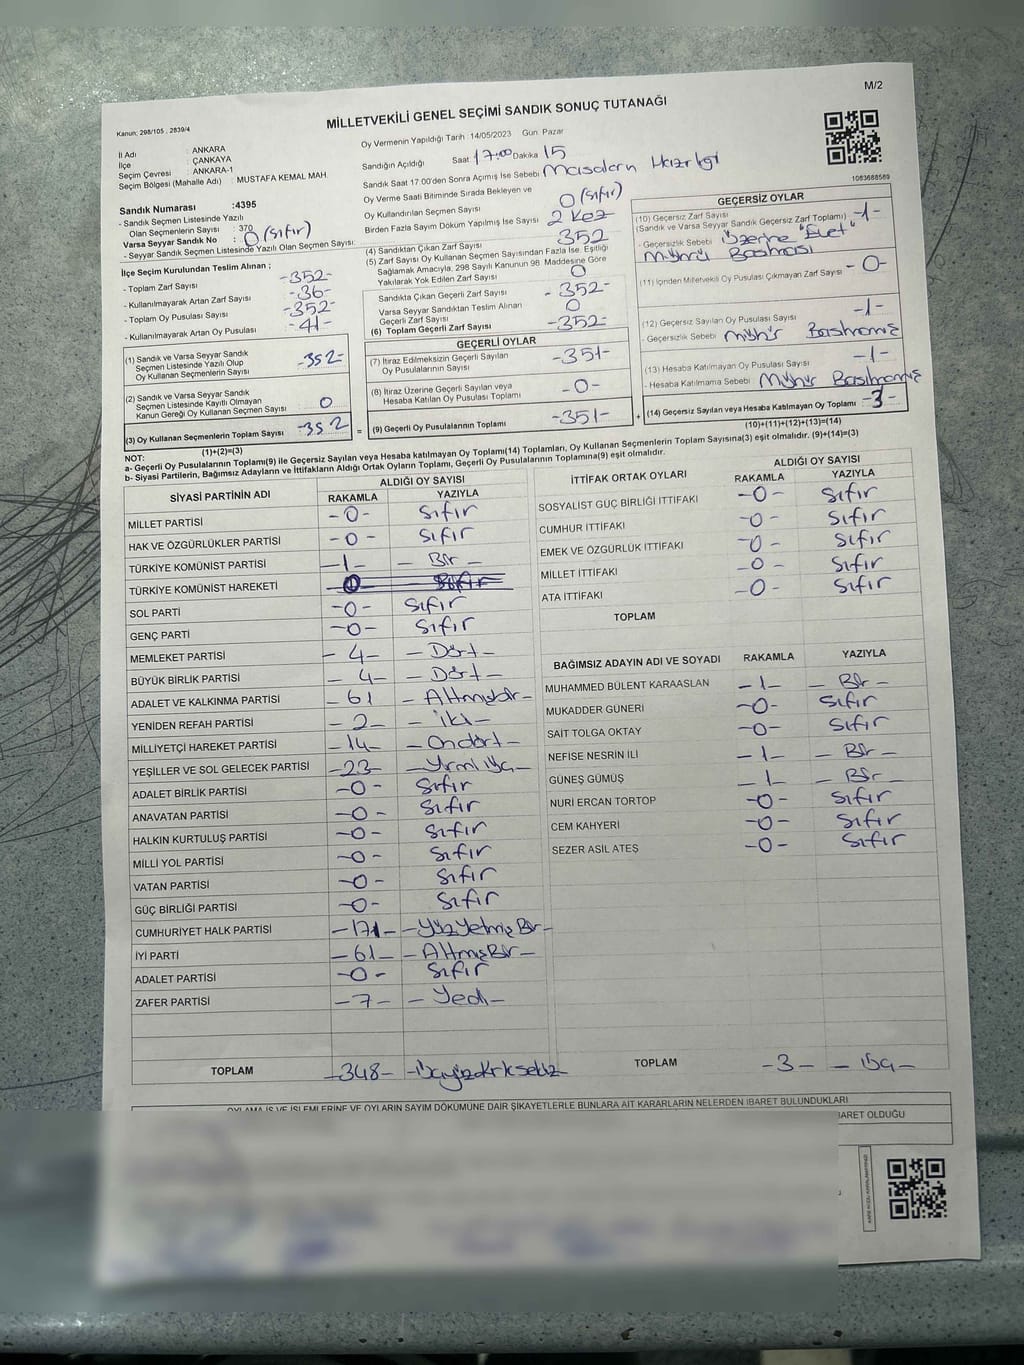 M/2
MİLLETVEKİLİ GENEL SEÇİMİ SANDIK SONUÇ TUTANAĞI
Kanun; 298/105 , 2839/4
İl Adı : ANKARA
İlçe : ÇANKAYA
Seçim Çevresi : ANKARA-1
Seçim Bölgesi (Mahalle Adı) : MUSTAFA KEMAL MAH.
Sandık Numarası :4395
- Sandık Seçmen Listesinde Yazılı
Olan Seçmenlerin Sayısı : 370
Varsa Seyyar Sandık No : 0 (sıfır)
- Seyyar Sandık Seçmen Listesinde Yazılı Olan Seçmen Sayısı:
İlçe Seçim Kurulundan Teslim Alınan ;
- Toplam Zarf Sayısı -352-
- Kullanılmayarak Artan Zarf Sayısı -36-
- Toplam Oy Pusulası Sayısı -352-
- Kullanılmayarak Artan Oy Pusulası -41-
(1) Sandık ve Varsa Seyyar Sandık
Seçmen Listesinde Yazılı Olup
Oy Kullanan Seçmenlerin Sayısı -352-
(2) Sandık ve Varsa Seyyar Sandık
Seçmen Listesinde Kayıtlı Olmayan
Kanun Gereği Oy Kullanan Seçmen Sayısı 0
(3) Oy Kullanan Seçmenlerin Toplam Sayısı -352-
(1)+(2)=(3)
Oy Vermenin Yapıldığı Tarih :14/05/2023 Gün: Pazar
Sandığın Açıldığı Saat: 17:00 Dakika 15
Sandık Saat 17.00'den Sonra Açımış İse Sebebi Masaların Hazırlığı
Oy Verme Saati Bitiminde Sırada Bekleyen ve
Oy Kullandırılan Seçmen Sayısı 0 (sıfır)
Birden Fazla Sayım Döküm Yapılmış İse Sayısı 2 kez
(4) Sandıktan Çıkan Zarf Sayısı 352
(5) Zarf Sayısı Oy Kullanan Seçmen Sayısından Fazla İse, Eşitliği
Sağlamak Amacıyla, 298 Sayılı Kanunun 98. Maddesine Göre
Yakılarak Yok Edilen Zarf Sayısı 0
Sandıkta Çıkan Geçerli Zarf Sayısı -352-
Varsa Seyyar Sandıktan Teslim Alınan
Geçerli Zarf Sayısı 0
(6) Toplam Geçerli Zarf Sayısı -352-
GEÇERLİ OYLAR
(7) İtiraz Edilmeksizin Geçerli Sayılan
Oy Pusulalarının Sayısı -351-
(8) İtiraz Üzerine Geçerli Sayılan veya
Hesaba Katılan Oy Pusulası Toplamı -0-
= (9) Geçerli Oy Pusulalarının Toplamı -351-
1083688589
GEÇERSİZ OYLAR
(10) Geçersiz Zarf Sayısı
(Sandık ve Varsa Seyyar Sandık Geçersiz Zarf Toplamı) -1-
- Geçersizlik Sebebi Üzerine "Evet"
Mührü Basması
(11) İçinden Milletvekili Oy Pusulası Çıkmayan Zarf Sayısı -0-
(12) Geçersiz Sayılan Oy Pusulası Sayısı -1-
- Geçersizlik Sebebi Mühür Basılmamış
(13) Hesaba Katılmayan Oy Pusulası Sayısı -1-
- Hesaba Katılmama Sebebi Mühür Basılmamış
+ (14) Geçersiz Sayılan veya Hesaba Katılmayan Oy Toplamı -3-
(10)+(11)+(12)+(13)=(14)
NOT:
a- Geçerli Oy Pusulalarının Toplamı(9) ile Geçersiz Sayılan veya Hesaba katılmayan Oy Toplamı(14) Toplamları, Oy Kullanan Seçmenlerin Toplam Sayısına(3) eşit olmalıdır. (9)+(14)=(3)
b- Siyasi Partilerin, Bağımsız Adayların ve İttifakların Aldığı Ortak Oyların Toplamı, Geçerli Oy Pusulalarının Toplamına(9) eşit olmalıdır.
SİYASİ PARTİNİN ADI ALDIĞI OY SAYISI
RAKAMLA YAZIYLA
MİLLET PARTİSİ -0- sıfır
HAK VE ÖZGÜRLÜKLER PARTİSİ -0- sıfır
TÜRKİYE KOMÜNİST PARTİSİ -1- Bir -
TÜRKİYE KOMÜNİST HAREKETİ 0 sıfır
SOL PARTİ -0- sıfır
GENÇ PARTİ -0- sıfır
MEMLEKET PARTİSİ - 4- - Dört-
BÜYÜK BİRLİK PARTİSİ - 4- - Dört-
ADALET VE KALKINMA PARTİSİ - 61 - Altmışbir-
YENİDEN REFAH PARTİSİ - 2- - iki-
MİLLİYETÇİ HAREKET PARTİSİ -14- - Ondört-
YEŞİLLER VE SOL GELECEK PARTİSİ -23- -Yirmi üç-
ADALET BİRLİK PARTİSİ -0- sıfır
ANAVATAN PARTİSİ -0- sıfır
HALKIN KURTULUŞ PARTİSİ -0- sıfır
MİLLİ YOL PARTİSİ -0- sıfır
VATAN PARTİSİ -0- sıfır
GÜÇ BİRLİĞİ PARTİSİ -0- sıfır
CUMHURİYET HALK PARTİSİ -171- -YüzYetmişBir-
İYİ PARTİ -61- -AltmışBir-
ADALET PARTİSİ -0- sıfır
ZAFER PARTİSİ -7- - Yedi-
TOPLAM -348- -üçyüzkırksekiz
İTTİFAK ORTAK OYLARI ALDIĞI OY SAYISI
RAKAMLA YAZIYLA
SOSYALİST GÜÇ BİRLİĞİ İTTİFAKI -0- sıfır
CUMHUR İTTİFAKI -0- sıfır
EMEK VE ÖZGÜRLÜK İTTİFAKI -0- sıfır
MİLLET İTTİFAKI -0- sıfır
ATA İTTİFAKI -0- sıfır
TOPLAM
BAĞIMSIZ ADAYIN ADI VE SOYADI RAKAMLA YAZIYLA
MUHAMMED BÜLENT KARAASLAN -1- - Bir -
MUKADDER GÜNERİ -0- sıfır
SAİT TOLGA OKTAY -0- sıfır
NEFİSE NESRİN İLİ -1- - Bir -
GÜNEŞ GÜMÜŞ -1- - Bir -
NURİ ERCAN TORTOP -0- sıfır
CEM KAHYERİ -0- sıfır
SEZER ASİL ATEŞ -0- sıfır
TOPLAM -3- - üç-
OYLAMA İŞ VE İŞLEMLERİNE VE OYLARIN SAYIM DÖKÜMÜNE DAİR ŞİKAYETLERLE BUNLARA AİT KARARLARIN NELERDEN İBARET BULUNDUKLARI
İBARET OLDUĞU